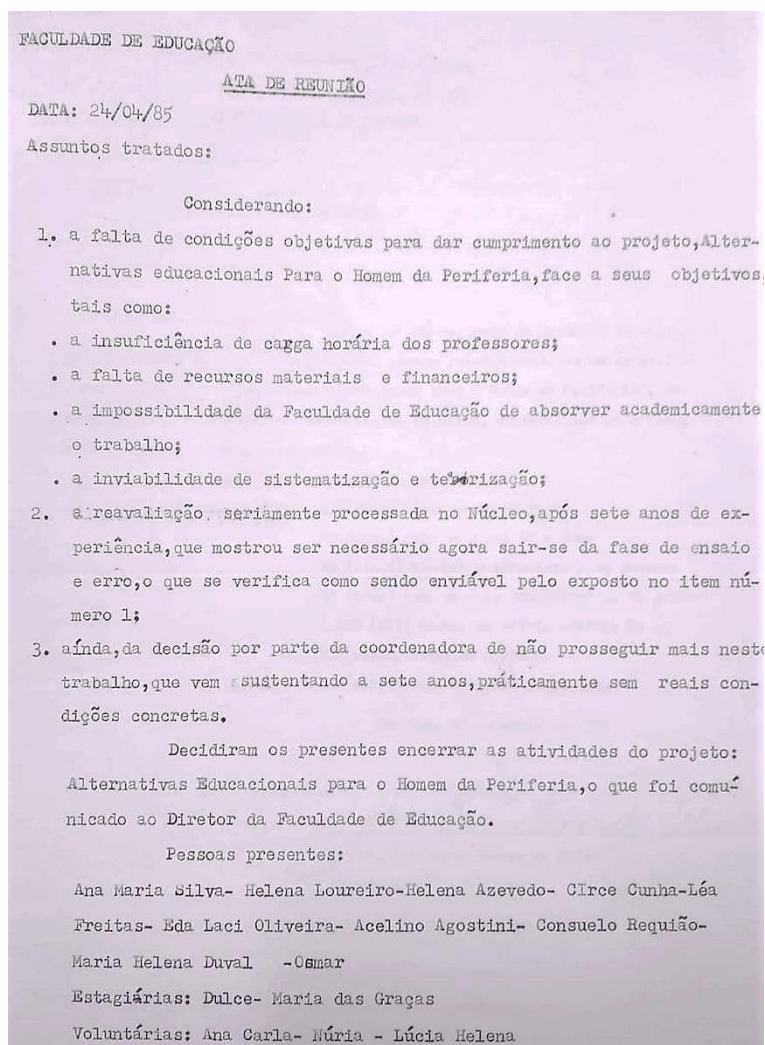 FACULDADE DE EDUCAÇÃO
ATA DE REUNIÃO
DATA: 24/04/85
Assuntos tratados:
Considerando:
1. a falta de condições objetivas para dar cumprimento ao projeto,Alter-
nativas educacionais Para o Homem da Periferia,face a seus objetivos,
tais como:
. a insuficiência de carga horária dos professores;
. a falta de recursos materiais e financeiros;
. a impossibilidade da Faculdade de Educação de absorver academicamente
o trabalho;
. a inviabilidade de sistematização e teorização;
2. a reavaliação seriamente processada no Núcleo,após sete anos de ex-
periência,que mostrou ser necessário agora sair-se da fase de ensaio
e erro,o que se verifica como sendo enviável pelo exposto no item nú-
mero 1;
3. aínda,da decisão por parte da coordenadora de não prosseguir mais neste
trabalho,que vem sustentando a sete anos,práticamente sem reais con-
dições concretas.
Decidiram os presentes encerrar as atividades do projeto:
Alternativas Educacionais para o Homem da Periferia,o que foi comu-
nicado ao Diretor da Faculdade de Educação.
Pessoas presentes:
Ana Maria Silva- Helena Loureiro-Helena Azevedo- CIrce Cunha-Léa
Freitas- Eda Laci Oliveira- Acelino Agostini- Consuelo Requião-
Maria Helena Duval -Osmar
Estagiárias: Dulce- Maria das Graças
Voluntárias: Ana Carla- Núria - Lúcia Helena